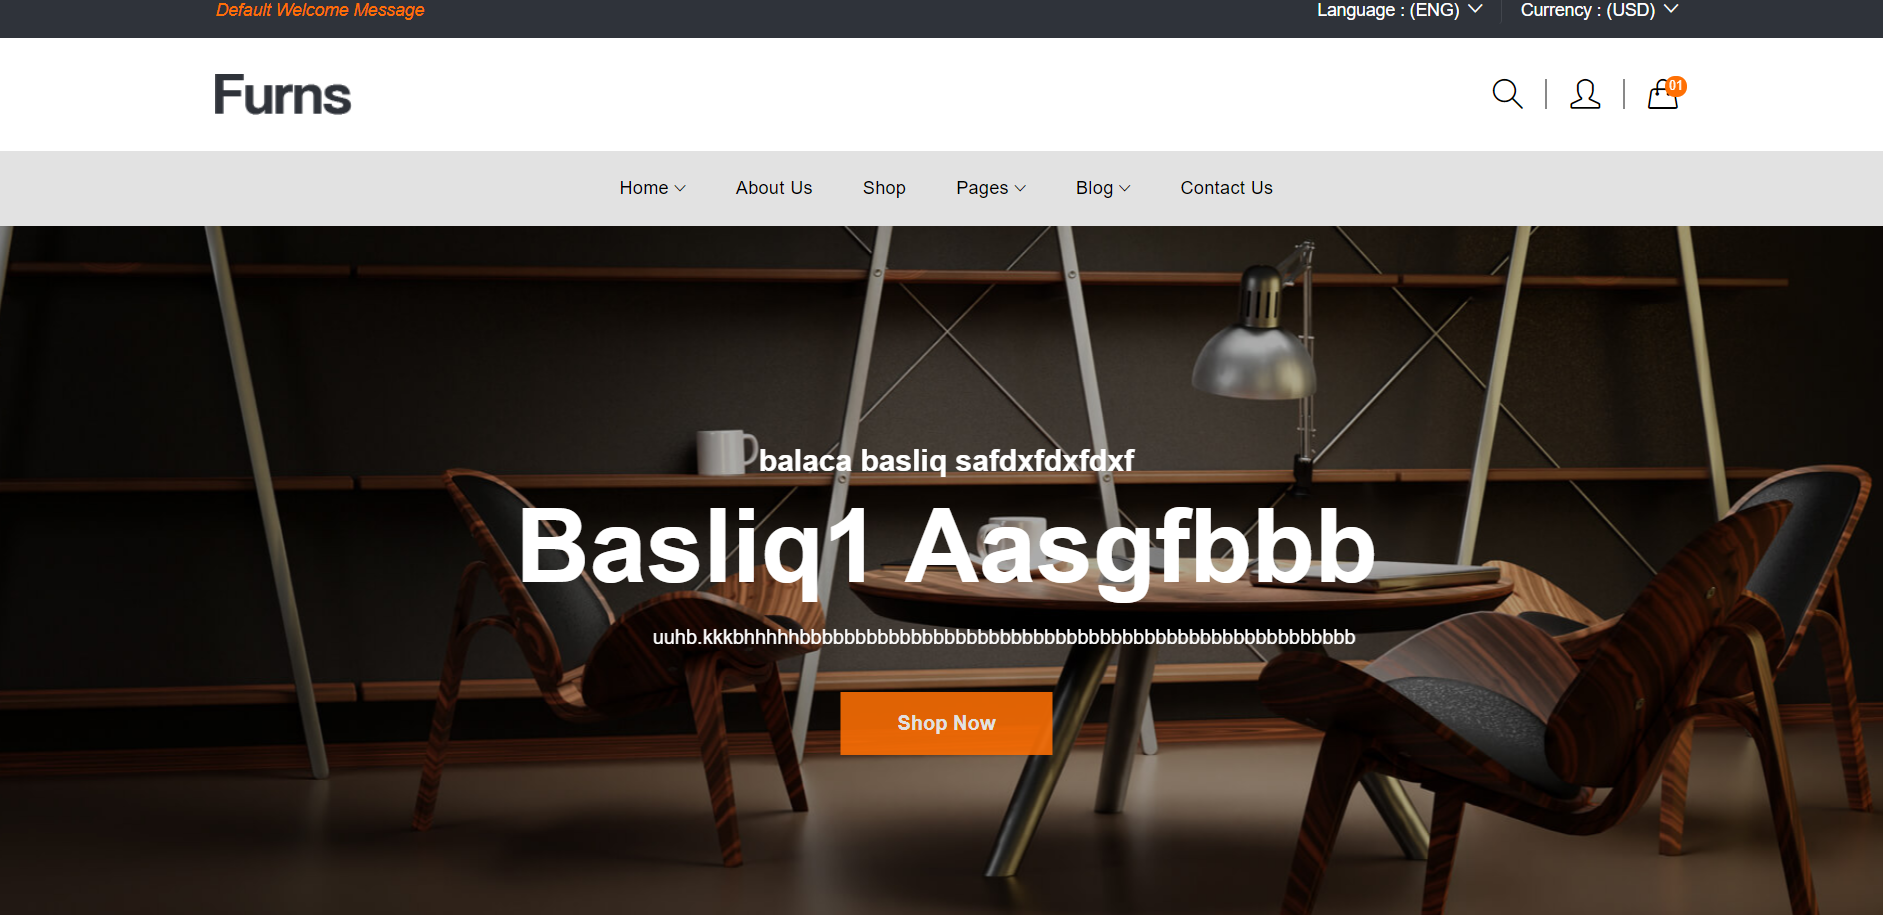 Default Welcome Message
Language : (ENG)
Currency : (USD)
Furns
01
Home
About Us
Shop
Pages
Blog
Contact Us
balaca basliq safdxfdxfdxf
Basliq1 Aasgfbbb
uuhb.kkkbhhhhhbbbbbbbbbbbbbbbbbbbbbbbbbbbbbbbbbbbbbbbbbbbbbbbbbb
Shop Now